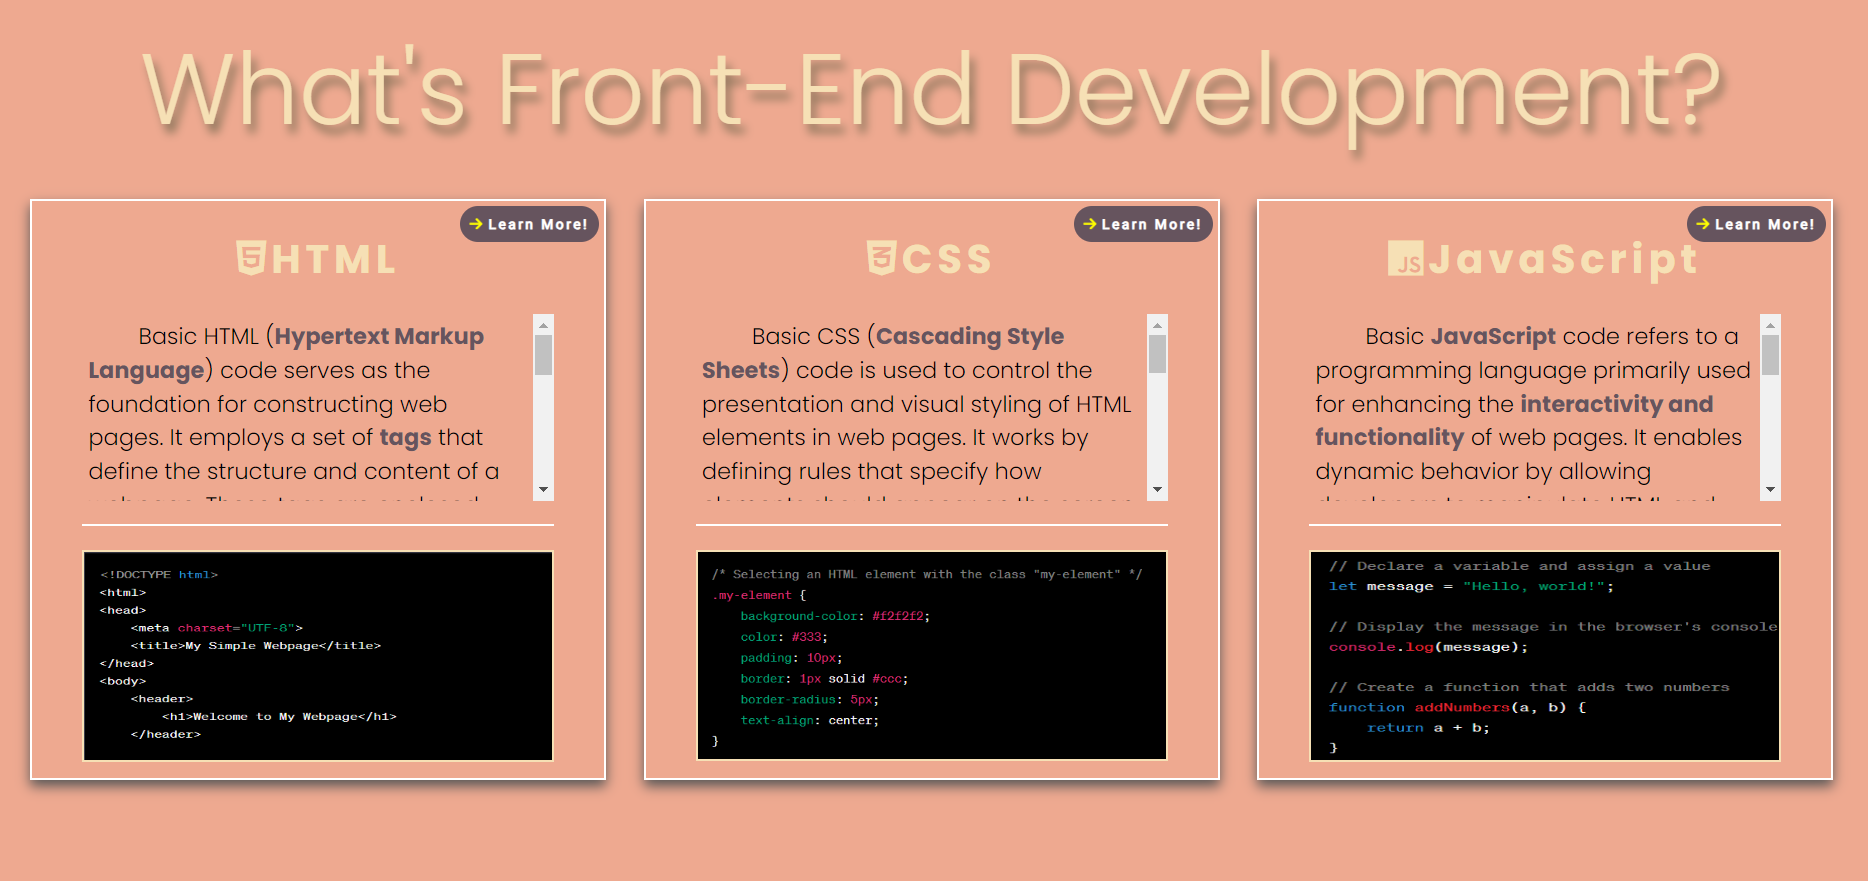 What's Front-End Development?
Learn More!
HTML
Basic HTML (Hypertext Markup
Language) code serves as the
foundation for constructing web
pages. It employs a set of tags that
define the structure and content of a
<!DOCTYPE html>
<html>
<head>
<meta charset="UTF-8">
<title>My Simple Webpage</title>
</head>
<body>
<header>
<h1>Welcome to My Webpage</h1>
</header>
Learn More!
CSS
Basic CSS (Cascading Style
Sheets) code is used to control the
presentation and visual styling of HTML
elements in web pages. It works by
defining rules that specify how
/* Selecting an HTML element with the class "my-element" */
.my-element {
background-color: #f2f2f2;
color: #333;
padding: 10px;
border: 1px solid #ccc;
border-radius: 5px;
text-align: center;
}
Learn More!
JS JavaScript
Basic JavaScript code refers to a
programming language primarily used
for enhancing the interactivity and
functionality of web pages. It enables
dynamic behavior by allowing
// Declare a variable and assign a value
let message = "Hello, world!";
// Display the message in the browser's console
console.log(message);
// Create a function that adds two numbers
function addNumbers(a, b) {
return a + b;
}